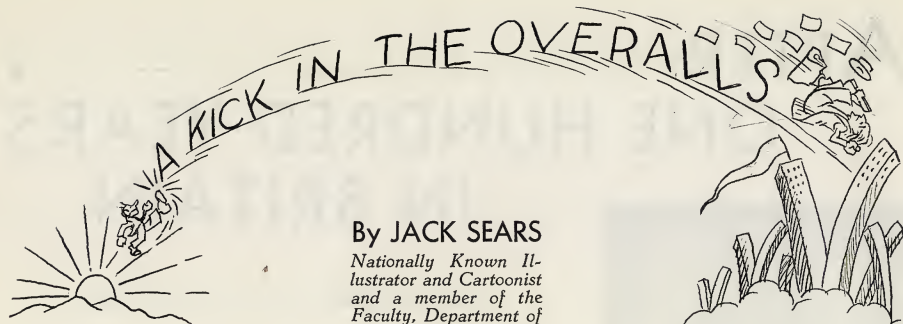 A KICK IN THE OVERALLS
By JACK SEARS
Nationally Known Il-
lustrator and Cartoonist
and a member of the
Faculty, Department of